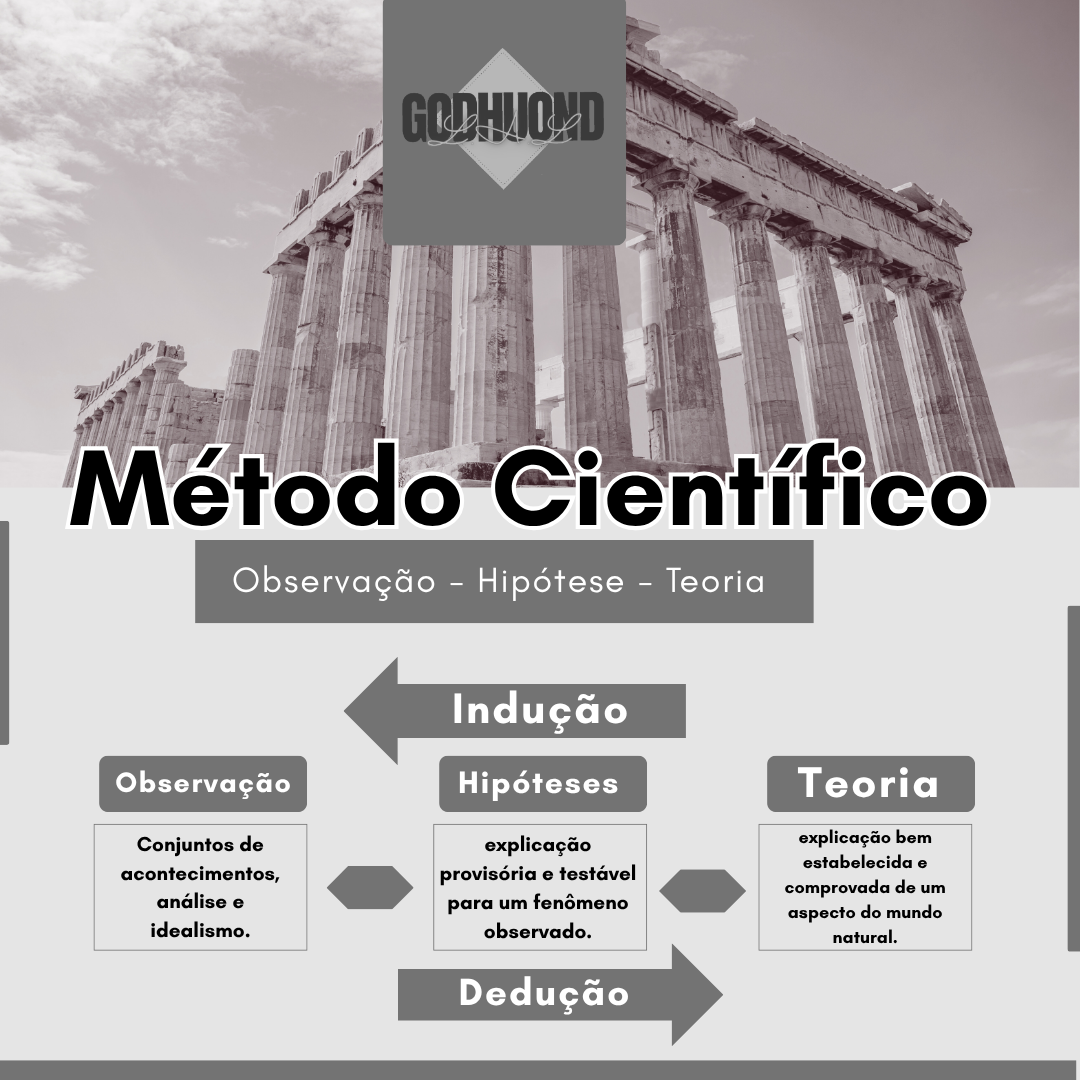 GODHUOND
Método Científico
Observação – Hipótese – Teoria
Indução
Observação
Hipóteses
Teoria
Conjuntos de
acontecimentos,
análise e
idealismo.
explicação
provisória e testável
para um fenômeno
observado.
explicação bem
estabelecida e
comprovada de um
aspecto do mundo
natural.
Dedução